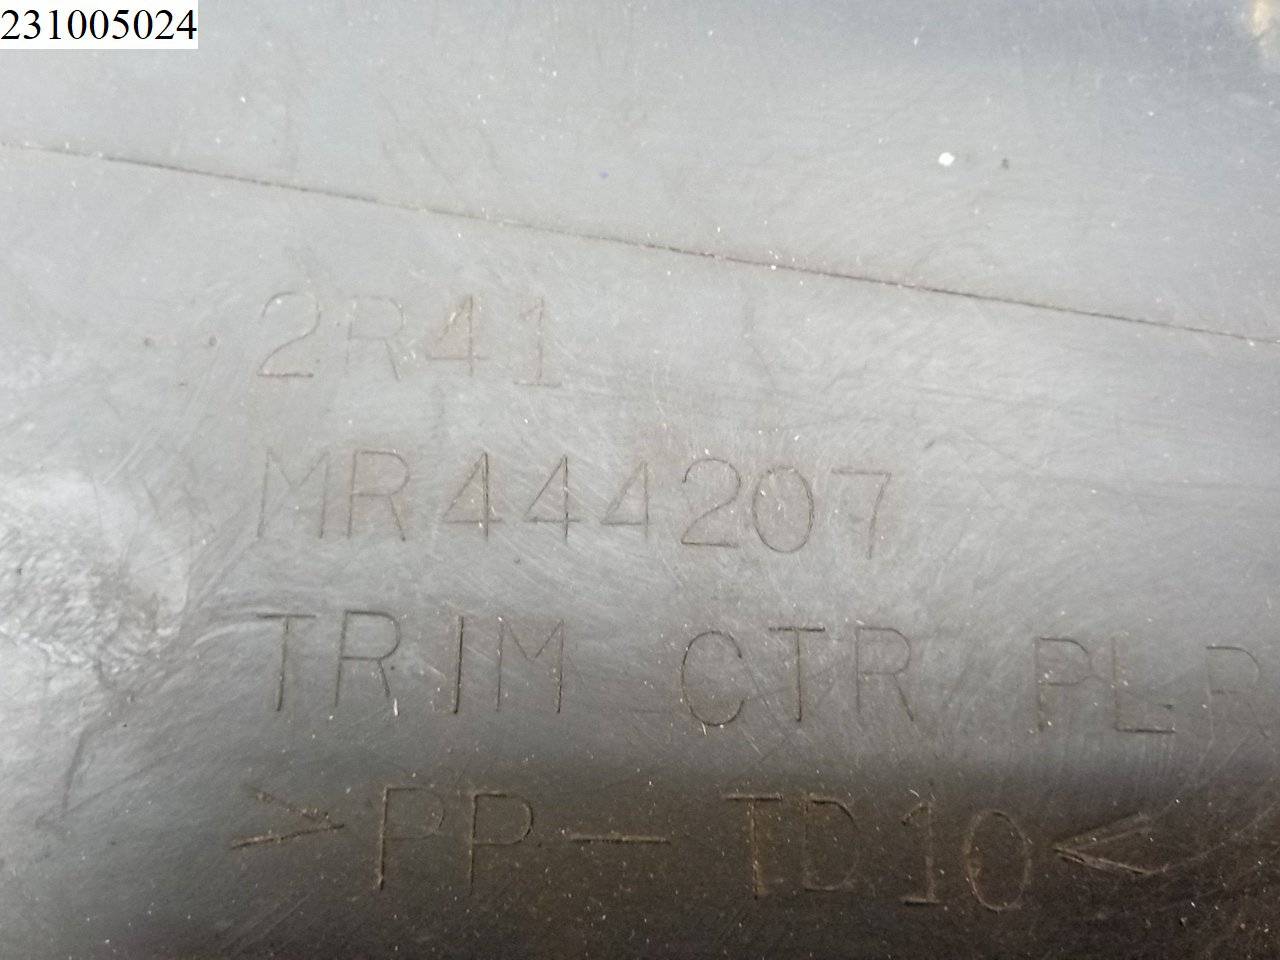 231005024
2R41
MR444207
TRIM CTR PLR
>PP-TD10<